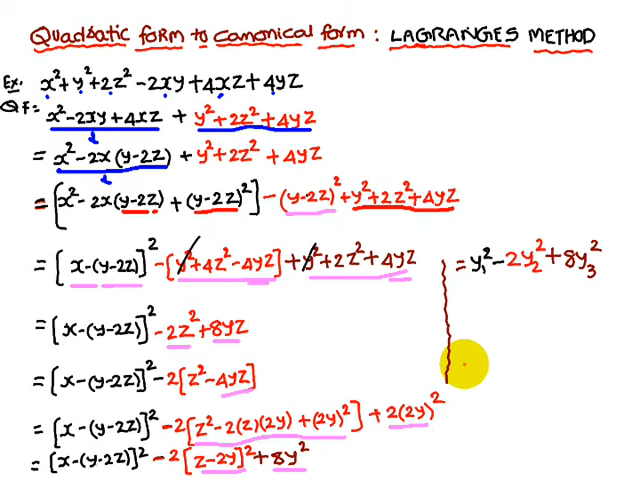 Quadratic form to canonical form : LAGRANGES METHOD
Ex: x² + y² + 2z² - 2xy + 4xz + 4yz
QF = x² - 2xy + 4xz + y² + 2z² + 4yz
= x² - 2x(y-2z) + y² + 2z² + 4yz
= [x² - 2x(y-2z) + (y-2z)²] - (y-2z)² + y² + 2z² + 4yz
= [x-(y-2z)]² - [y² + 4z² - 4yz] + y² + 2z² + 4yz
= [x-(y-2z)]² - 2z² + 8yz
= [x-(y-2z)]² - 2[z² - 4yz]
= [x-(y-2z)]² - 2[z² - 2(z)(2y) + (2y)²] + 2(2y)²
= [x-(y-2z)]² - 2[z-2y]² + 8y²
= y₁² - 2y₂² + 8y₃²